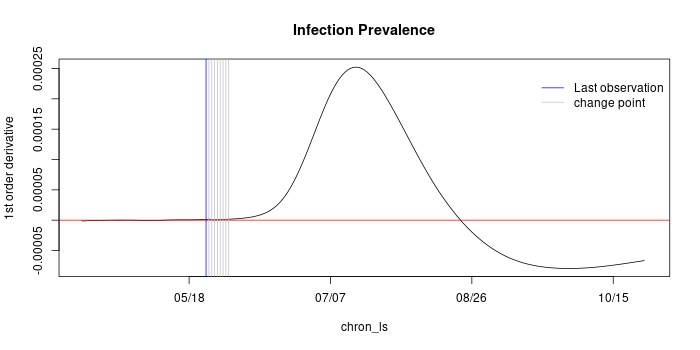 Infection Prevalence
1st order derivative
0.00025
0.00015
0.00005
-0.00005
Last observation
change point
05/18
07/07
08/26
10/15
chron_ls